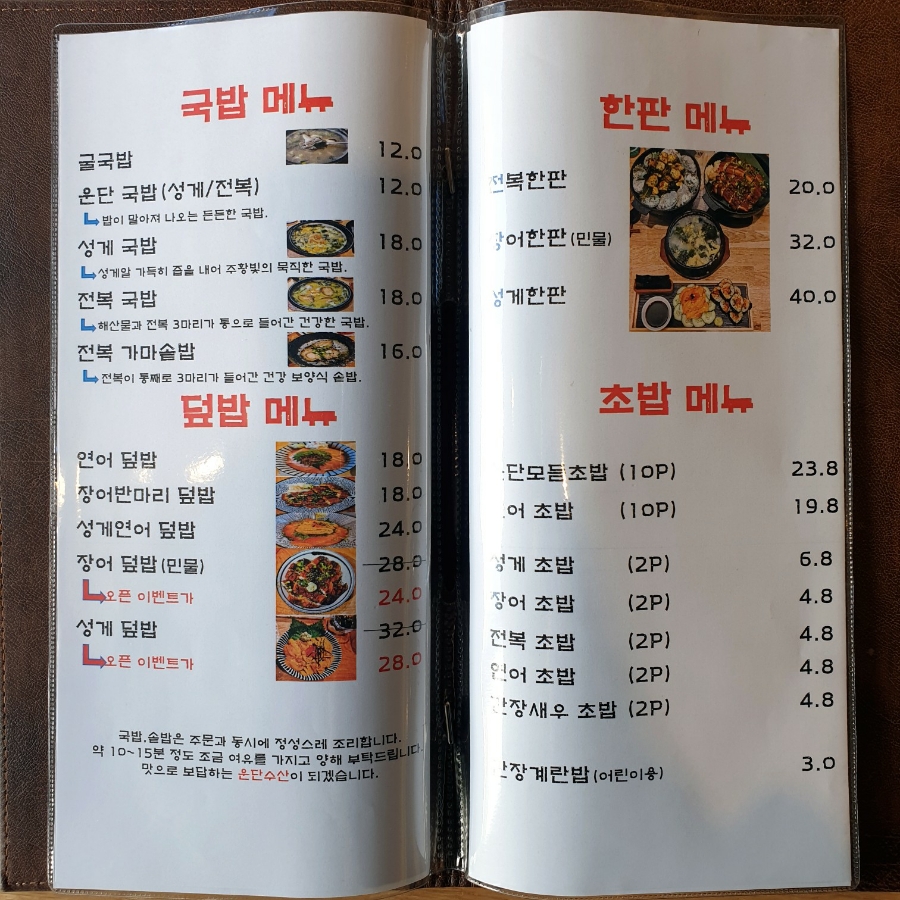 국밥 메뉴
굴국밥 12.0
운단 국밥(성게/전복) 12.0
밥이 말아져 나오는 든든한 국밥.
성게 국밥 18.0
성게알 가득히 즙을 내어 주황빛의 묵직한 국밥.
전복 국밥 18.0
해산물과 전복 3마리가 통으로 들어간 건강한 국밥.
전복 가마솥밥 16.0
전복이 통째로 3마리가 들어간 건강 보양식 솥밥.
덮밥 메뉴
연어 덮밥 18.0
장어반마리 덮밥 18.0
성게연어 덮밥 24.0
장어 덮밥(민물) 28.0
오픈 이벤트가 24.0
성게 덮밥 32.0
오픈 이벤트가 28.0
국밥,솥밥은 주문과 동시에 정성스레 조리합니다.
약 10~15분 정도 조금 여유를 가지고 양해 부탁드립니다.
맛으로 보답하는 운단수산이 되겠습니다.
한판 메뉴
전복한판 20.0
장어한판(민물) 32.0
성게한판 40.0
초밥 메뉴
운단모듬초밥 (10P) 23.8
초밥 (10P) 19.8
성게 초밥 (2P) 6.8
장어 초밥 (2P) 4.8
전복 초밥 (2P) 4.8
연어 초밥 (2P) 4.8
간장새우 초밥 (2P) 4.8
간장계란밥(어린이용) 3.0